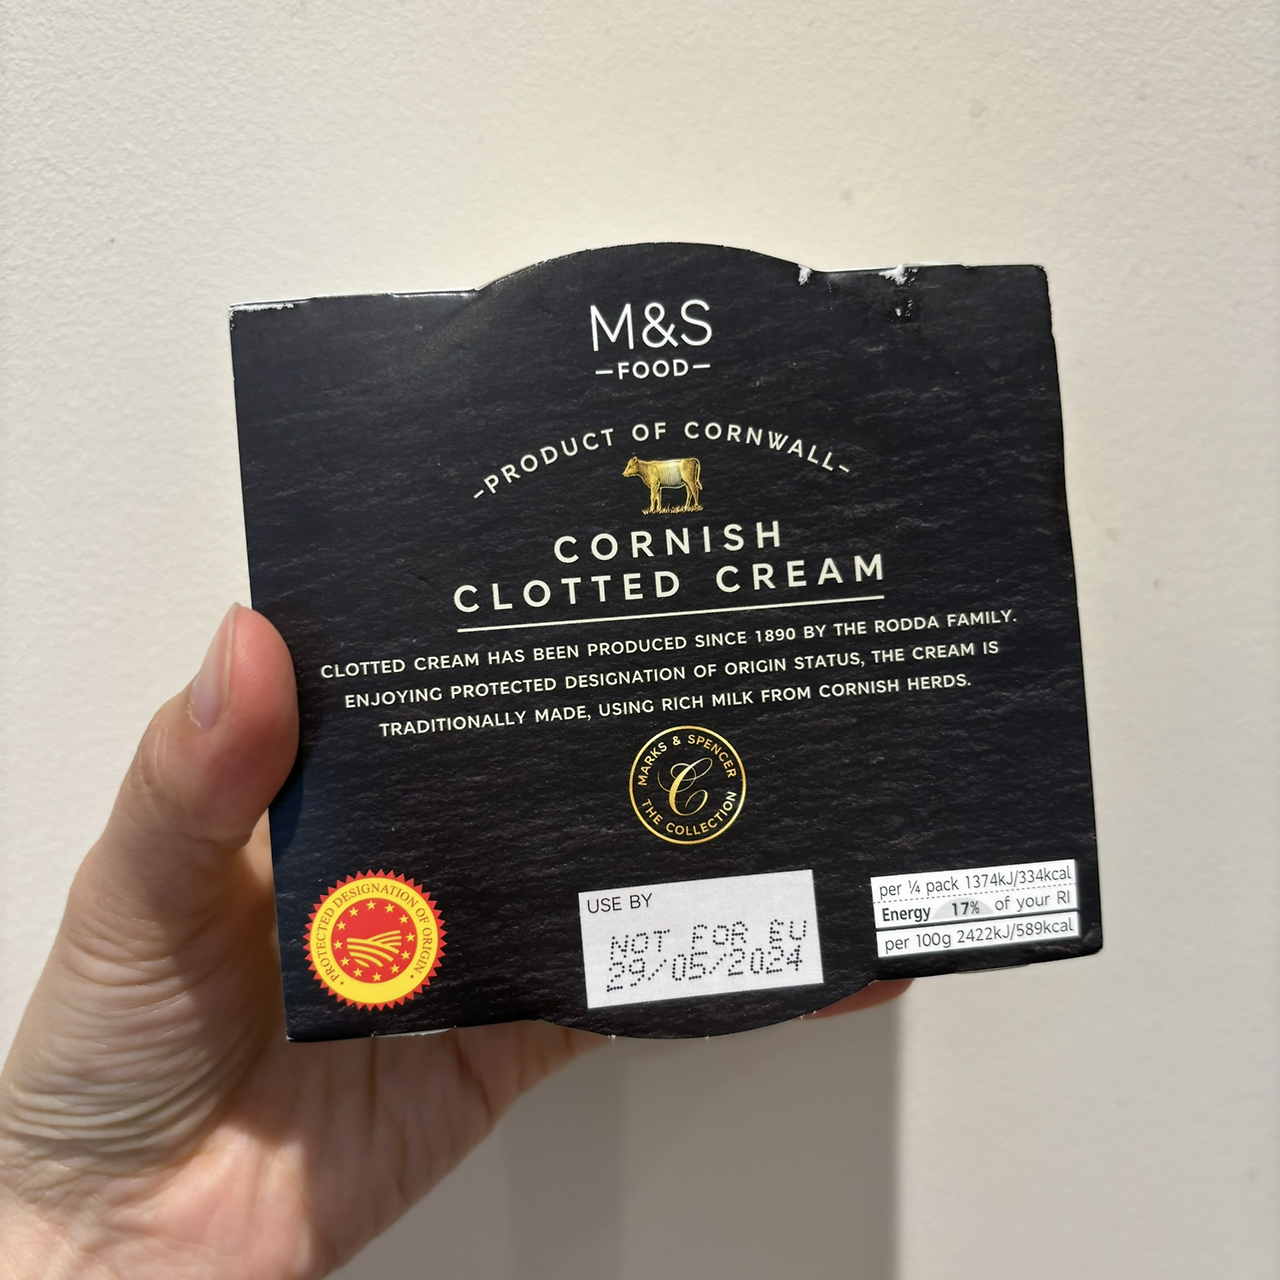 M&S
—FOOD—
-PRODUCT OF CORNWALL-
CORNISH
CLOTTED CREAM
CLOTTED CREAM HAS BEEN PRODUCED SINCE 1890 BY THE RODDA FAMILY.
ENJOYING PROTECTED DESIGNATION OF ORIGIN STATUS, THE CREAM IS
TRADITIONALLY MADE, USING RICH MILK FROM CORNISH HERDS.
MARKS & SPENCER
C
THE COLLECTION
PROTECTED DESIGNATION OF ORIGIN
USE BY
NOT FOR EU
29/05/2024
per ¼ pack 1374kJ/334kcal
Energy 17% of your RI
per 100g 2422kJ/589kcal